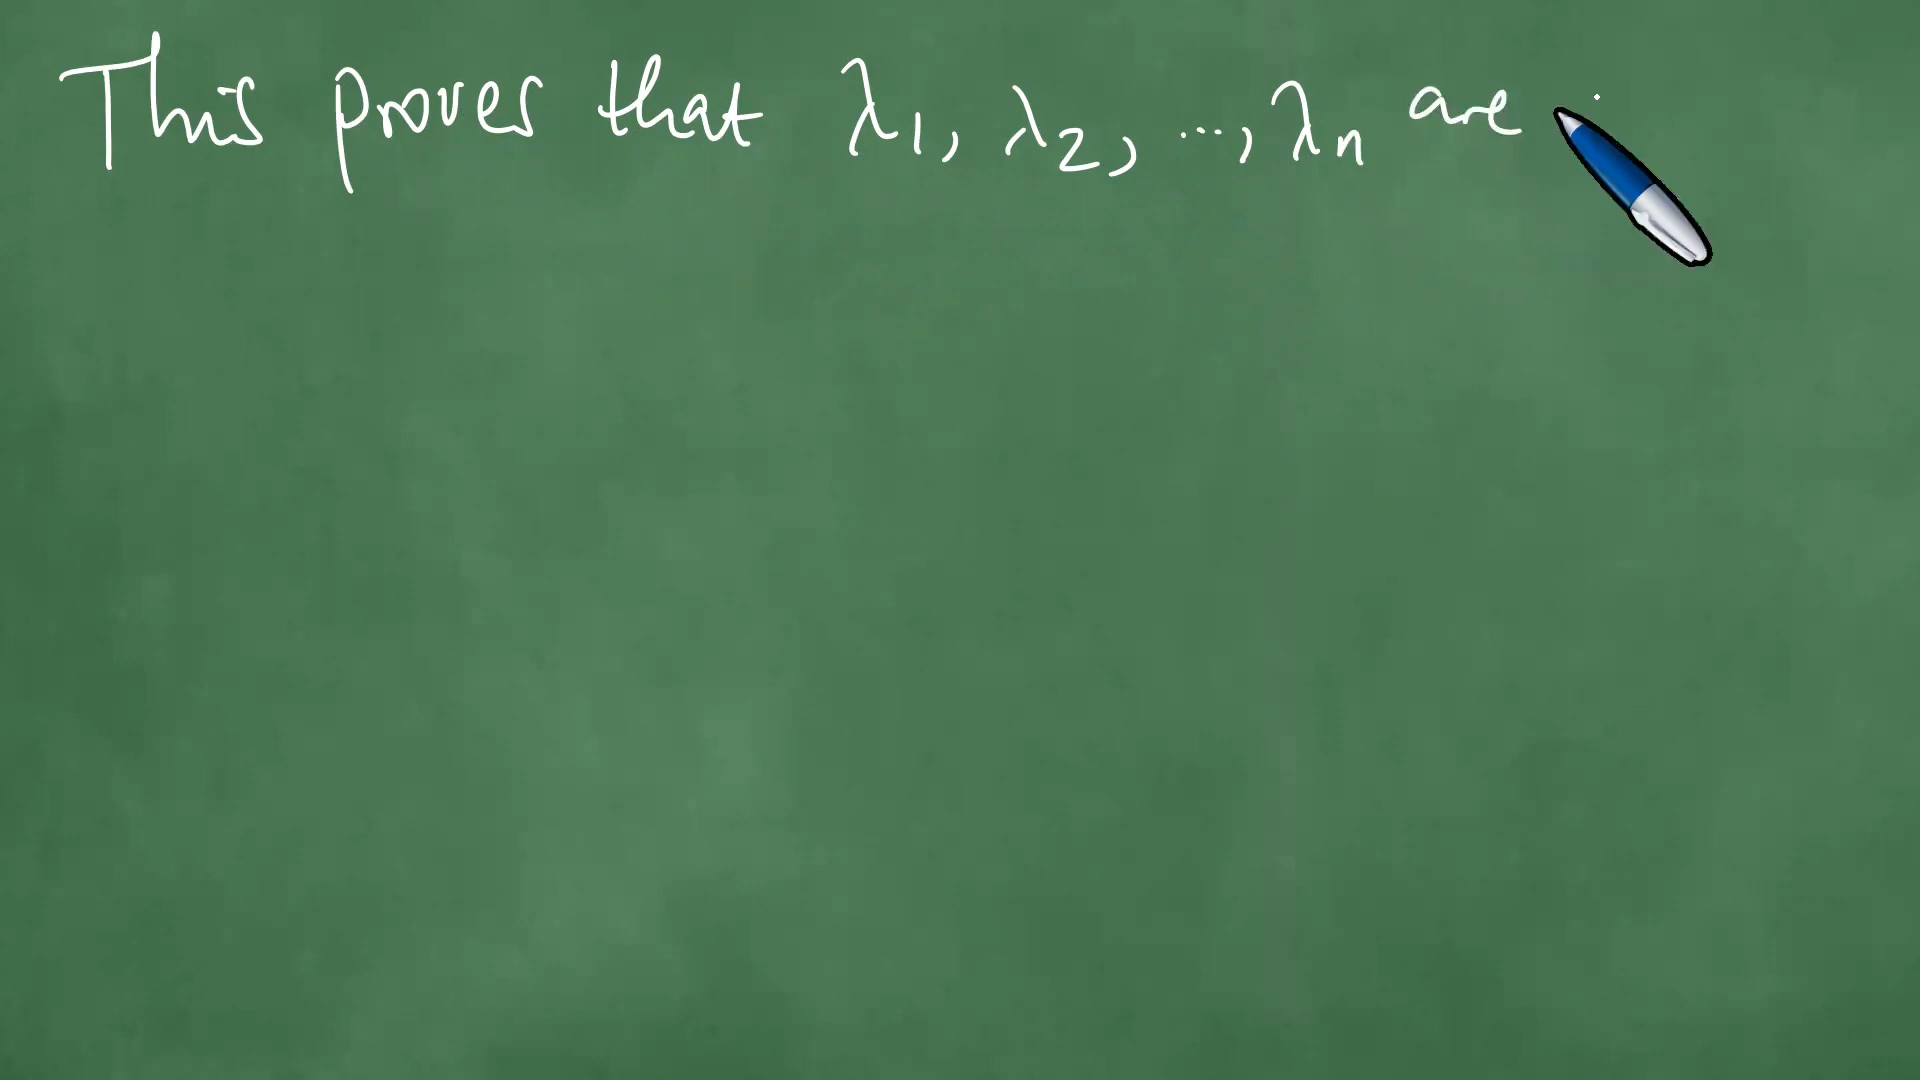 This proves that λ₁, λ₂, ..., λₙ are